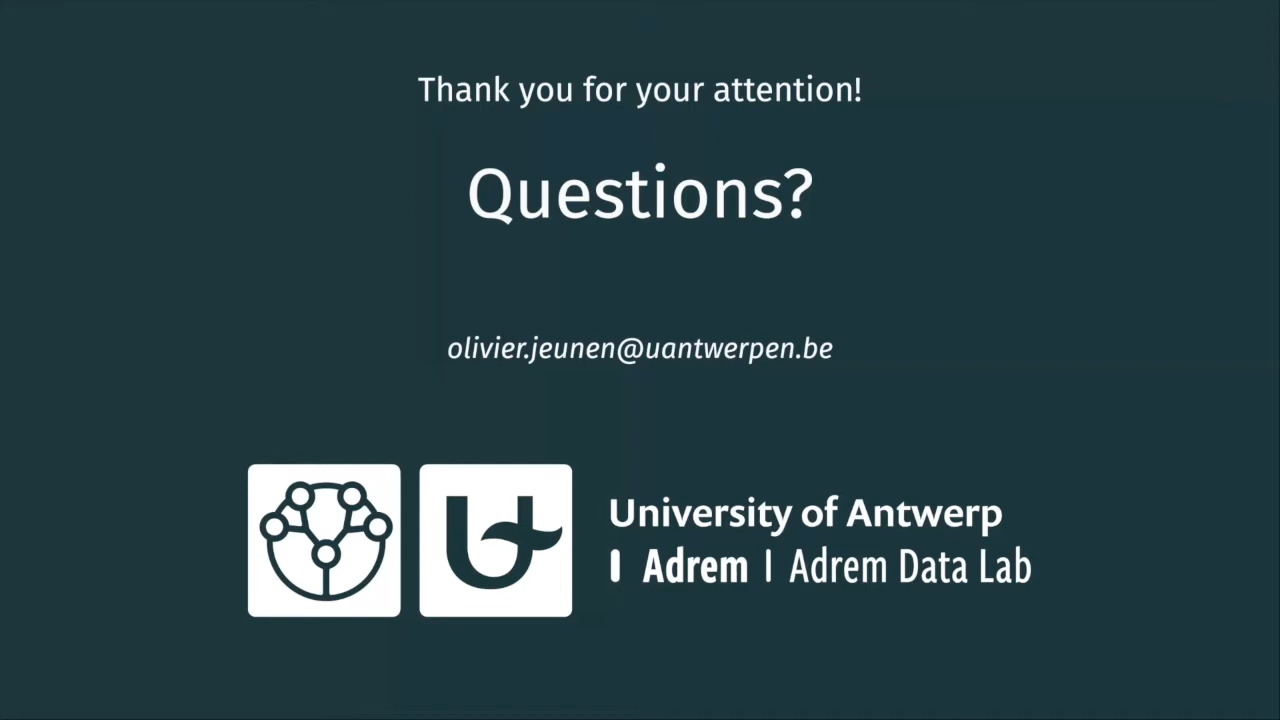 Thank you for your attention!
Questions?
olivier.jeunen@uantwerpen.be
University of Antwerp
I Adrem I Adrem Data Lab